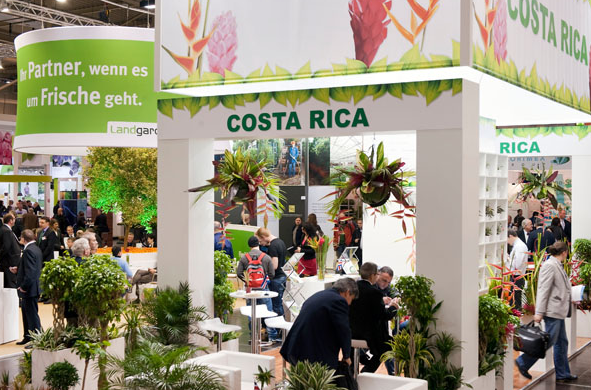 Ihr Partner, wenn es
um Frische geht.
Landgard
COSTA RICA
COSTA RICA
RICA